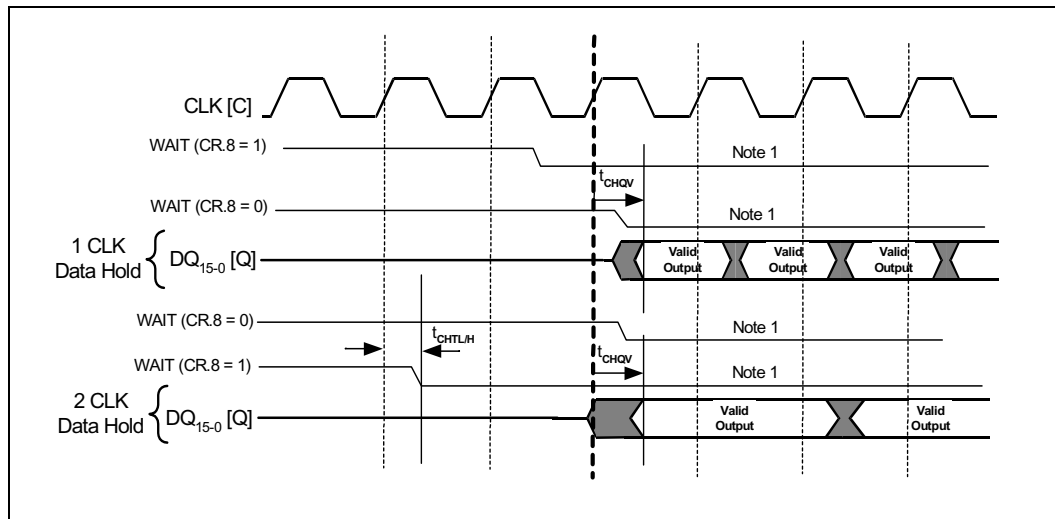 CLK [C]
WAIT (CR.8 = 1)
Note 1
tCHQV
WAIT (CR.8 = 0)
Note 1
1 CLK
Data Hold
DQ15-0 [Q]
Valid
Output
Valid
Output
Valid
Output
WAIT (CR.8 = 0)
tCHTL/H
Note 1
tCHQV
WAIT (CR.8 = 1)
Note 1
2 CLK
Data Hold
DQ15-0 [Q]
Valid
Output
Valid
Output